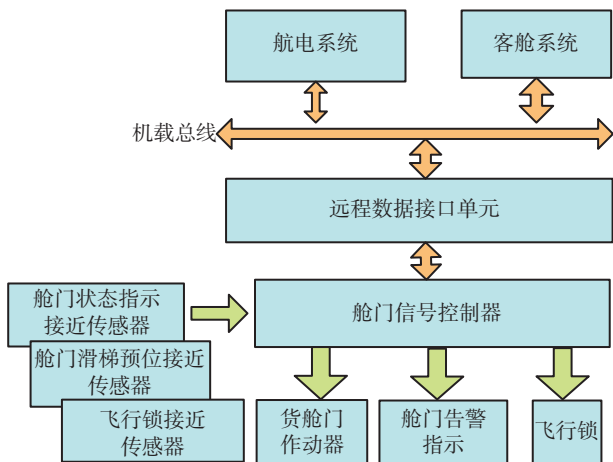 航电系统
客舱系统
机载总线
远程数据接口单元
舱门状态指示
接近传感器
舱门信号控制器
舱门滑梯预位接近
传感器
飞行锁接近
传感器
货舱门
作动器
舱门告警
指示
飞行锁